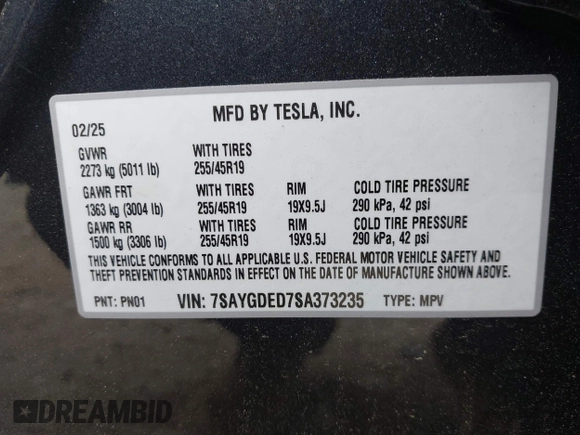 MFD BY TESLA, INC.
02/25
GVWR WITH TIRES
2273 kg (5011 lb) 255/45R19
GAWR FRT WITH TIRES RIM COLD TIRE PRESSURE
1363 kg (3004 lb) 255/45R19 19X9.5J 290 kPa, 42 psi
GAWR RR WITH TIRES RIM COLD TIRE PRESSURE
1500 kg (3306 lb) 255/45R19 19X9.5J 290 kPa, 42 psi
THIS VEHICLE CONFORMS TO ALL APPLICABLE U.S. FEDERAL MOTOR VEHICLE SAFETY AND
THEFT PREVENTION STANDARDS IN EFFECT ON THE DATE OF MANUFACTURE SHOWN ABOVE.
PNT: PN01 VIN: 7SAYGDED7SA373235 TYPE: MPV
DREAMBID